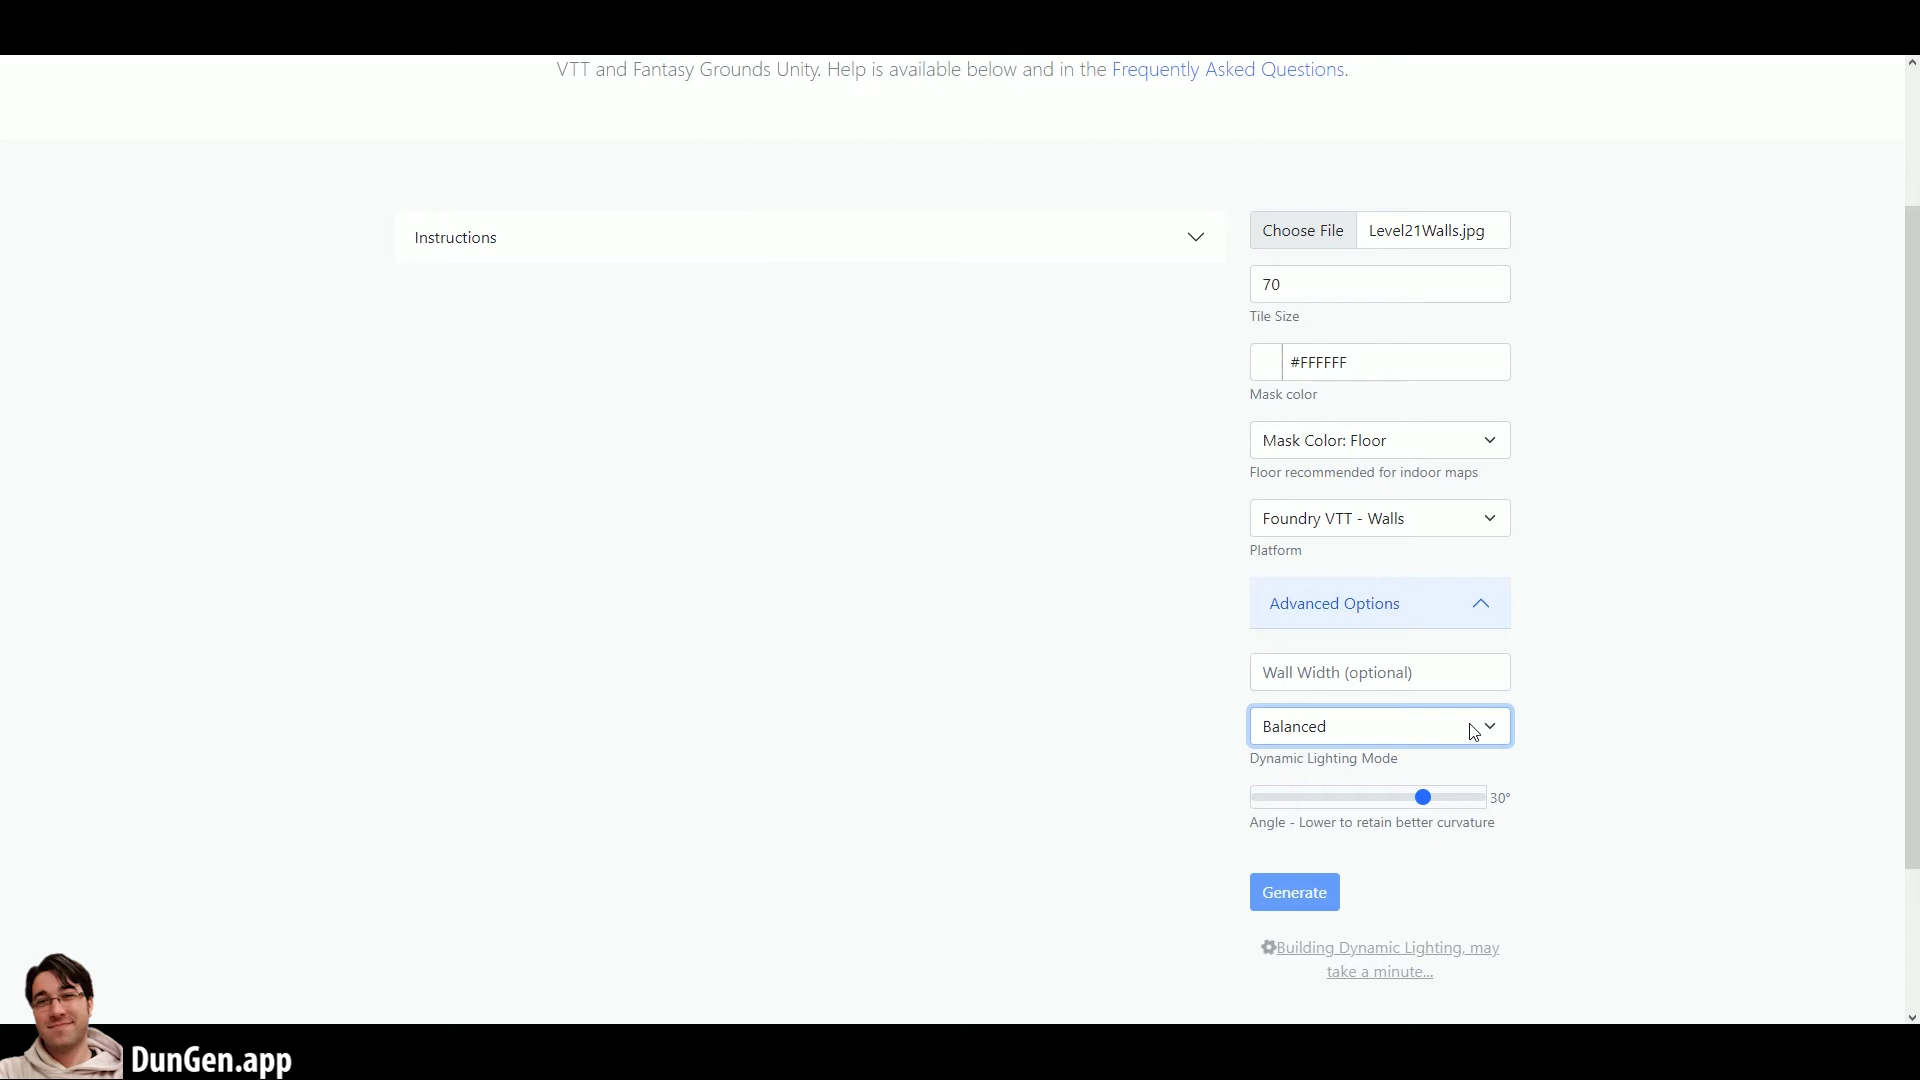 VTT and Fantasy Grounds Unity. Help is available below and in the Frequently Asked Questions.
Instructions
Choose File Level21Walls.jpg
70
Tile Size
#FFFFFF
Mask color
Mask Color: Floor
Floor recommended for indoor maps
Foundry VTT - Walls
Platform
Advanced Options
Wall Width (optional)
Balanced
Dynamic Lighting Mode
30°
Angle - Lower to retain better curvature
Generate
Building Dynamic Lighting, may
take a minute...
DunGen.app